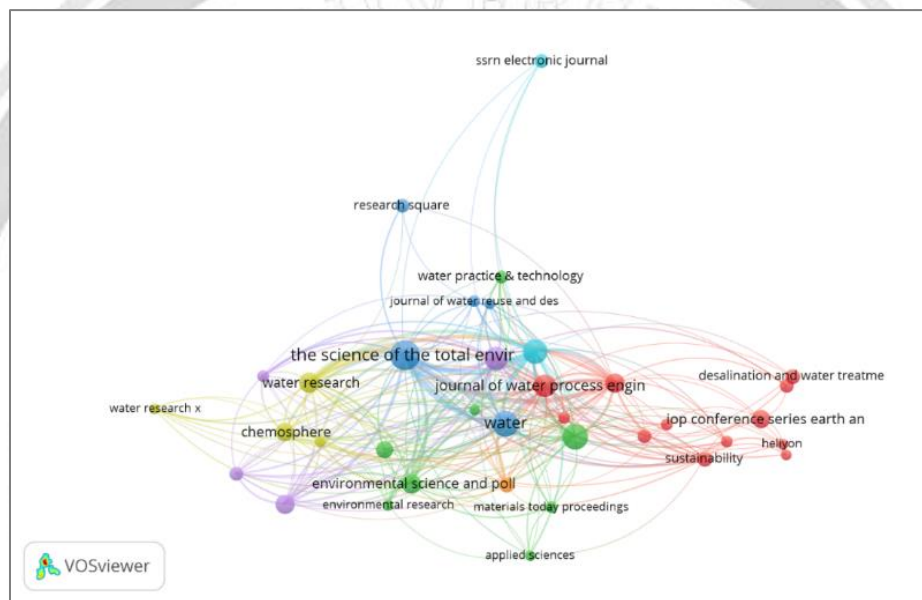 ssrn electronic journal
research square
water practice & technology
journal of water reuse and des
the science of the total envir
water research
journal of water process engin
desalination and water treatme
water research x
iop conference series earth an
water
chemosphere
heliyon
sustainability
environmental science and poll
environmental research
materials today proceedings
applied sciences
VOSviewer